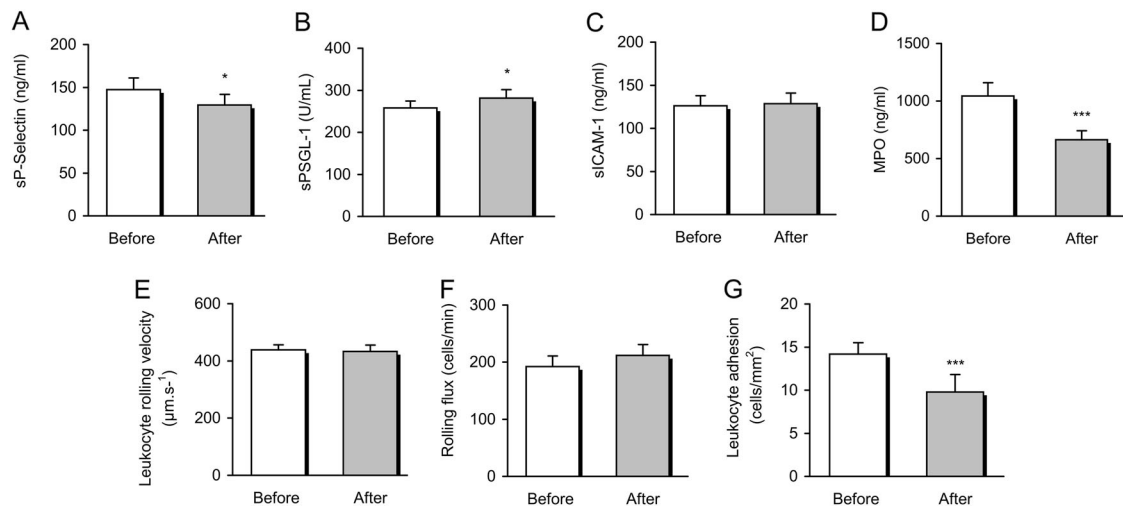 A
sP-Selectin (ng/ml)
200
150
100
50
0
*
Before
After
B
sPSGL-1 (U/mL)
400
300
200
100
0
*
Before
After
C
sICAM-1 (ng/ml)
200
150
100
50
0
Before
After
D
MPO (ng/ml)
1500
1000
500
0
***
Before
After
E
Leukocyte rolling velocity
(µm.s-¹)
600
400
200
0
Before
After
F
Rolling flux (cells/min)
300
200
100
0
Before
After
G
Leukocyte adhesion
(cells/mm²)
20
15
10
5
0
***
Before
After